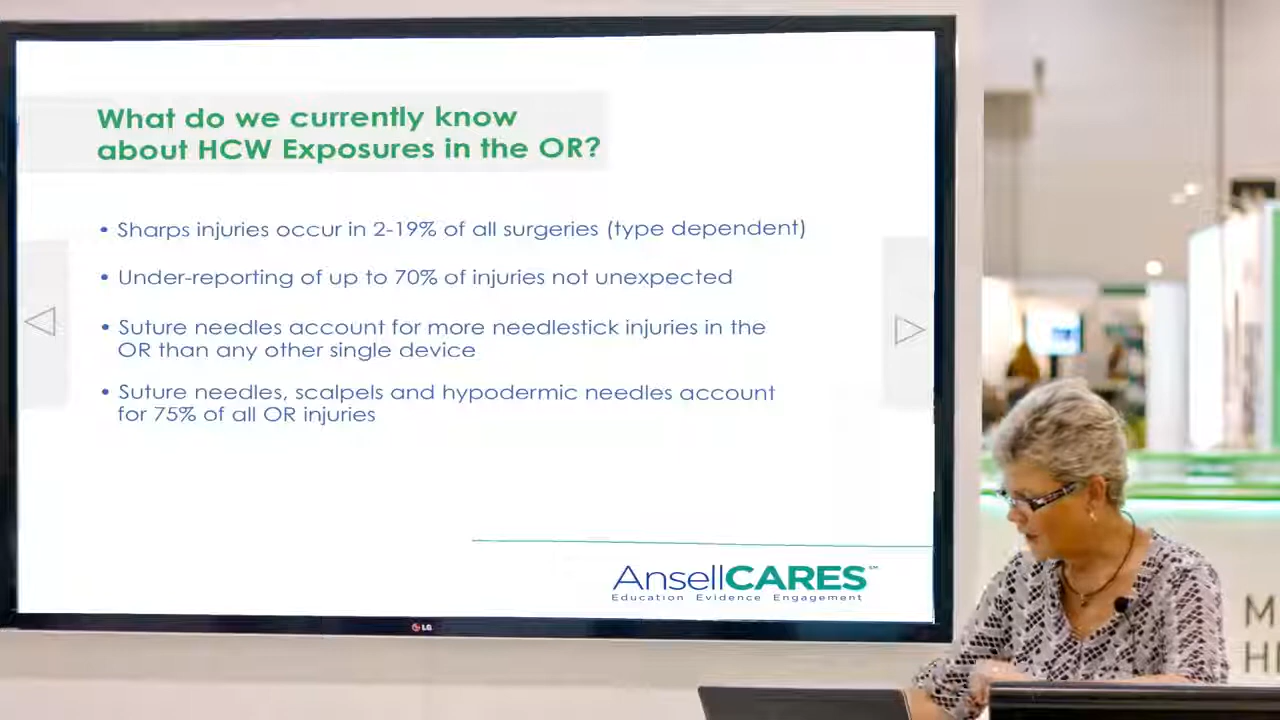 What do we currently know
about HCW Exposures in the OR?
• Sharps injuries occur in 2-19% of all surgeries (type dependent)
• Under-reporting of up to 70% of injuries not unexpected
• Suture needles account for more needlestick injuries in the
OR than any other single device
• Suture needles, scalpels and hypodermic needles account
for 75% of all OR injuries
AnsellCARES℠
Education Evidence Engagement
LG